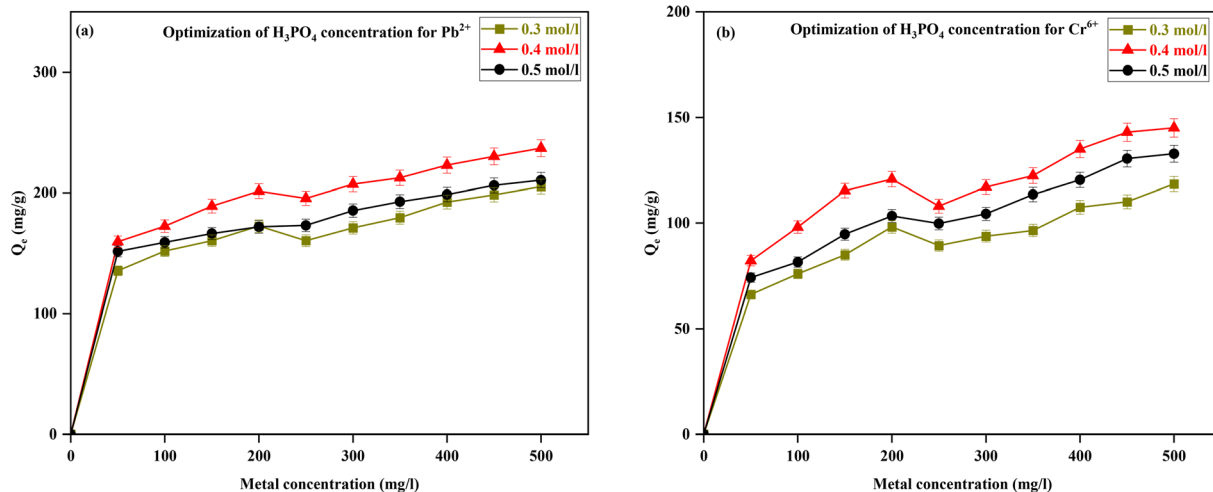 (a)
Optimization of H₃PO₄ concentration for Pb²⁺
0.3 mol/l
0.4 mol/l
0.5 mol/l
300
200
100
0
Qe (mg/g)
0 100 200 300 400 500
Metal concentration (mg/l)
(b)
Optimization of H₃PO₄ concentration for Cr⁶⁺
0.3 mol/l
0.4 mol/l
0.5 mol/l
200
150
100
50
0
Qe (mg/g)
0 100 200 300 400 500
Metal concentration (mg/l)